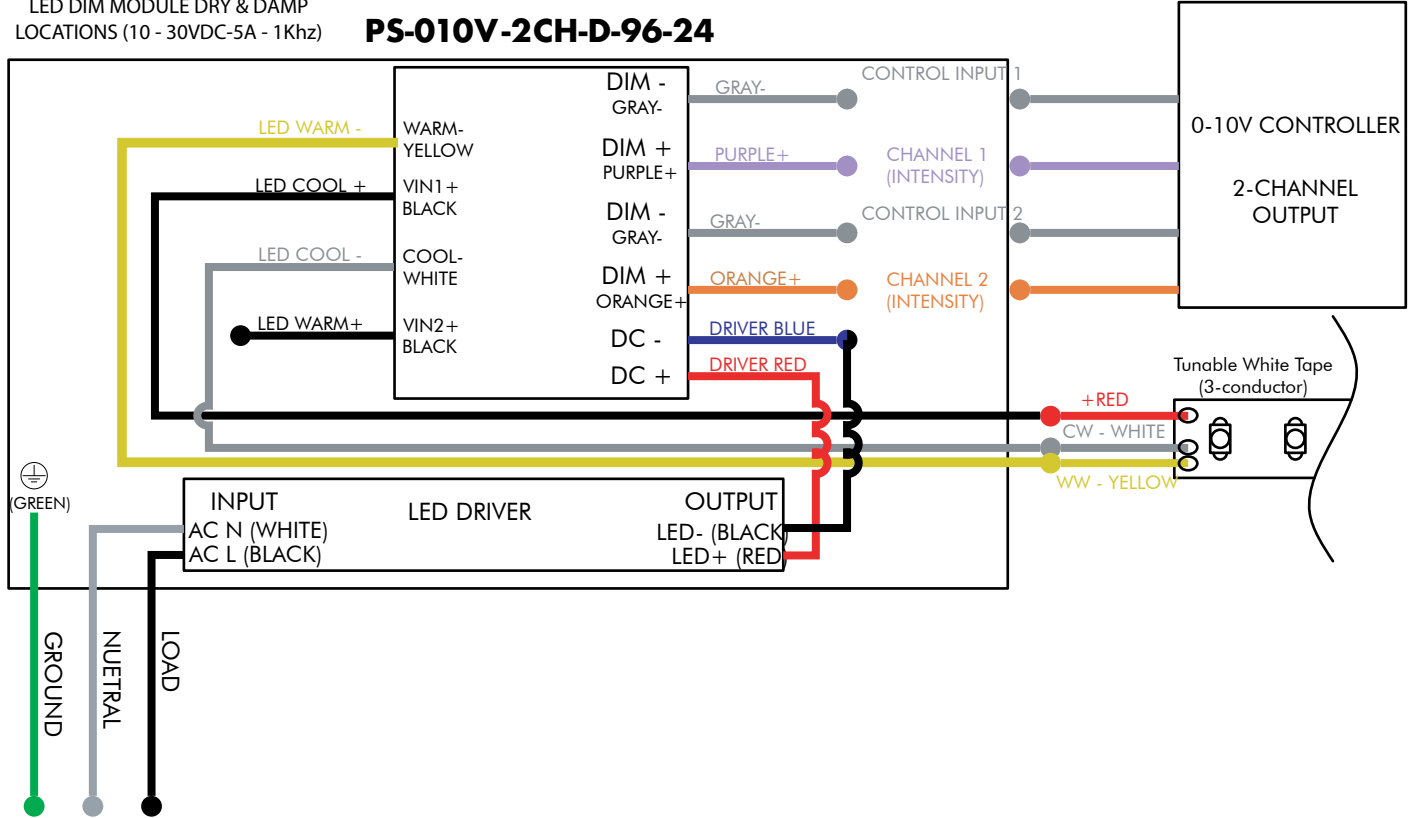 LED DIM MODULE DRY & DAMP
LOCATIONS (10 - 30VDC-5A - 1Khz)
PS-010V-2CH-D-96-24
LED WARM -
LED COOL +
LED COOL -
LED WARM+
WARM-
YELLOW
VIN1+
BLACK
COOL-
WHITE
VIN2+
BLACK
DIM -
GRAY-
DIM +
PURPLE+
DIM -
GRAY-
DIM +
ORANGE+
DC -
DC +
GRAY-
PURPLE+
GRAY-
ORANGE+
DRIVER BLUE
DRIVER RED
CONTROL INPUT 1
CHANNEL 1
(INTENSITY)
CONTROL INPUT 2
CHANNEL 2
(INTENSITY)
0-10V CONTROLLER
2-CHANNEL
OUTPUT
Tunable White Tape
(3-conductor)
+RED
CW - WHITE
WW - YELLOW
(GREEN)
INPUT
AC N (WHITE)
AC L (BLACK)
LED DRIVER
OUTPUT
LED- (BLACK)
LED+ (RED)
GROUND
NUETRAL
LOAD